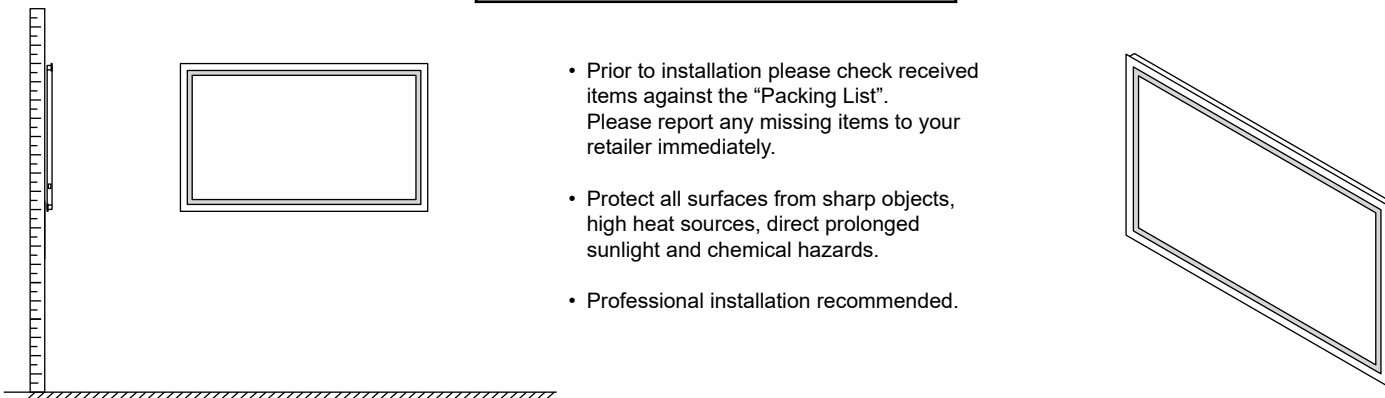 • Prior to installation please check received
items against the “Packing List”.
Please report any missing items to your
retailer immediately.
• Protect all surfaces from sharp objects,
high heat sources, direct prolonged
sunlight and chemical hazards.
• Professional installation recommended.